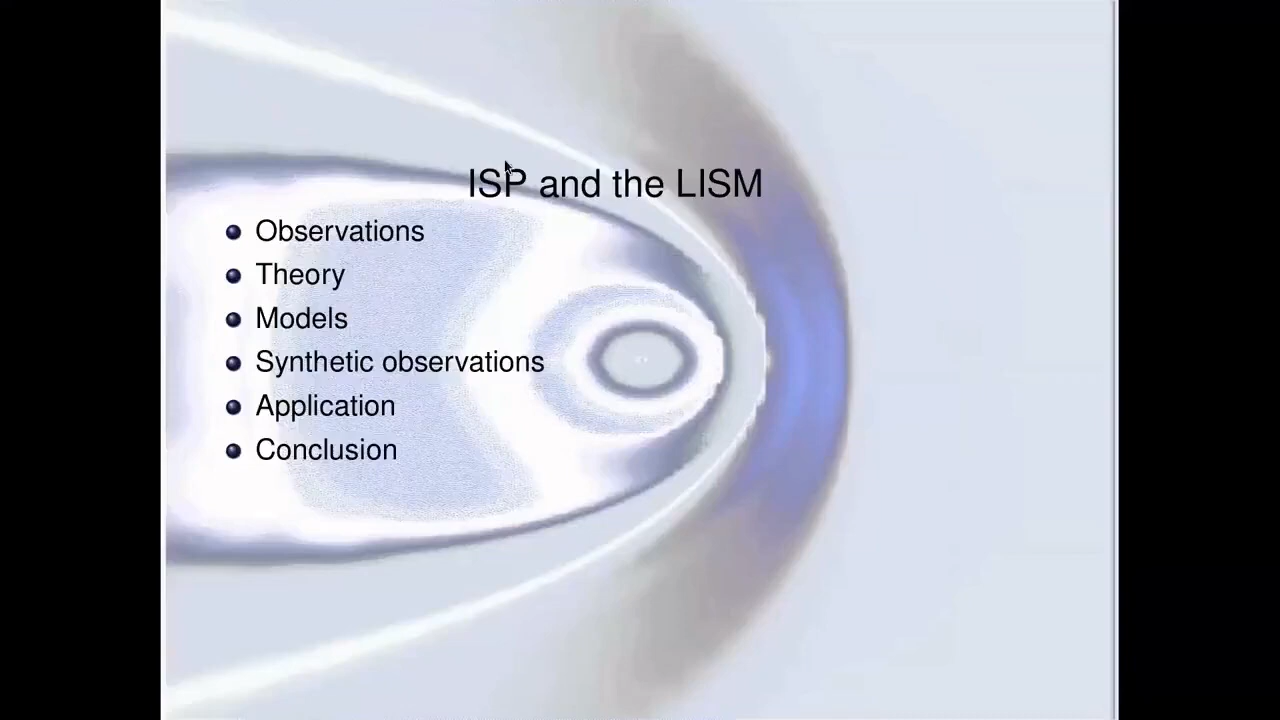 ISP and the LISM
Observations
Theory
Models
Synthetic observations
Application
Conclusion